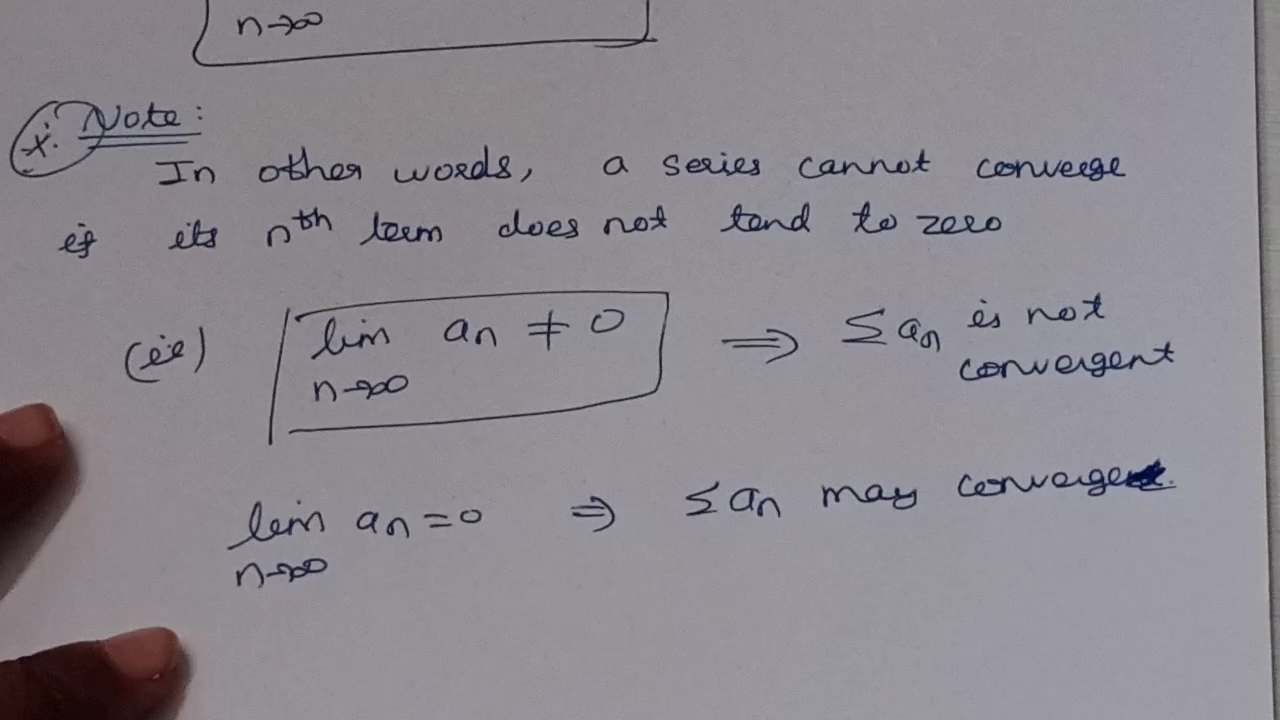 n→∞
*. Note:
In other words, a series cannot converge
if its nth term does not tend to zero
(ie) lim aₙ ≠ 0 ⇒ Σaₙ is not
n→∞ convergent
lim aₙ = 0 ⇒ Σaₙ may converge
n→∞